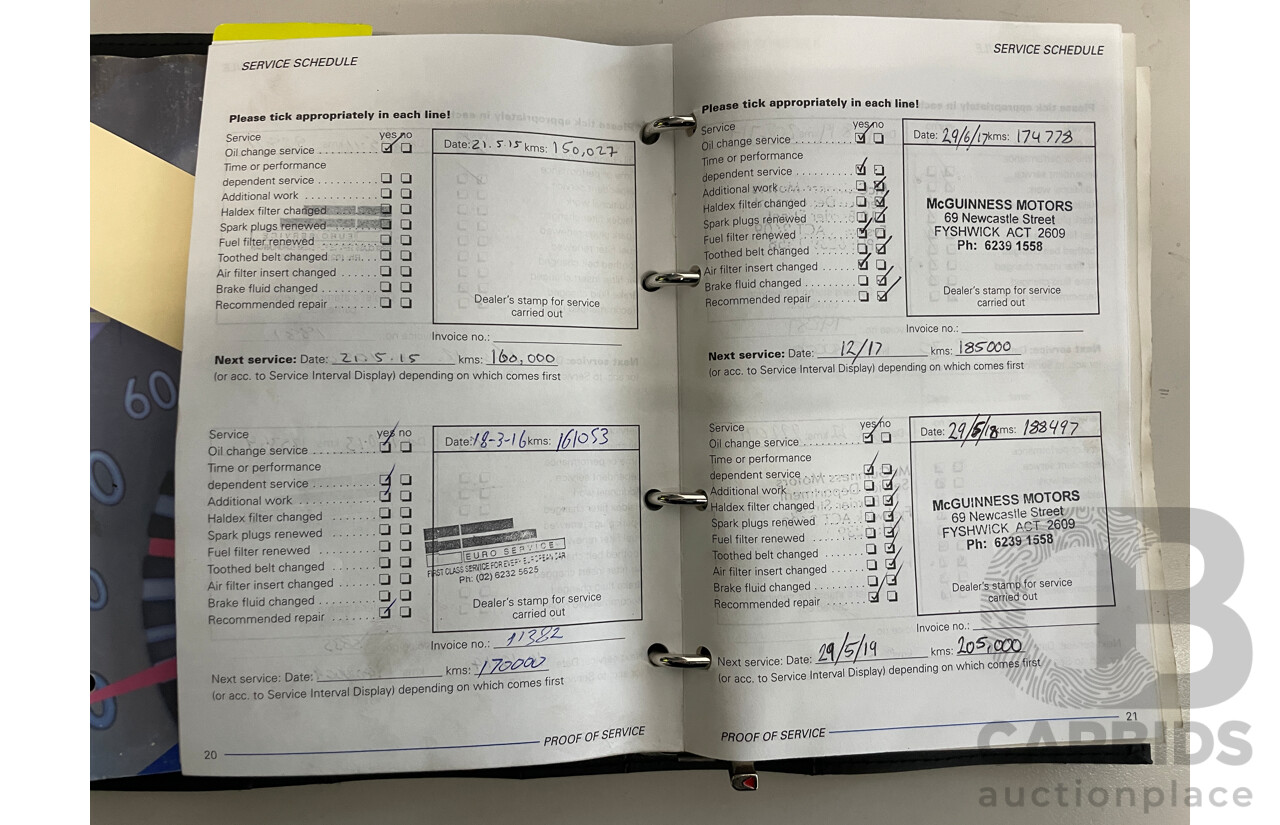 SERVICE SCHEDULE
Please tick appropriately in each line!
Service yes no
Oil change service
Time or performance
dependent service
Additional work
Haldex filter changed
Spark plugs renewed
Fuel filter renewed
Toothed belt changed
Air filter insert changed
Brake fluid changed
Recommended repair
Date: 21.5.15 kms: 150,027
Dealer's stamp for service
carried out
Invoice no.:
Next service: Date: 21.5.15 kms: 160,000
(or acc. to Service Interval Display) depending on which comes first
Service yes no
Oil change service
Time or performance
dependent service
Additional work
Haldex filter changed
Spark plugs renewed
Fuel filter renewed
Toothed belt changed
Air filter insert changed
Brake fluid changed
Recommended repair
Date: 18-3-16 kms: 161053
EURO SERVICE
FIRST CLASS SERVICE FOR EVERY EUROPEAN CAR
Ph: (02) 6232 5525
Dealer's stamp for service
carried out
Invoice no.: 11382
Next service: Date: kms: 170000
(or acc. to Service Interval Display) depending on which comes first
20 PROOF OF SERVICE
SERVICE SCHEDULE
Please tick appropriately in each line!
Service yes no
Oil change service
Time or performance
dependent service
Additional work
Haldex filter changed
Spark plugs renewed
Fuel filter renewed
Toothed belt changed
Air filter insert changed
Brake fluid changed
Recommended repair
Date: 29/6/17 kms: 174778
McGUINNESS MOTORS
69 Newcastle Street
FYSHWICK ACT 2609
Ph: 6239 1558
Dealer's stamp for service
carried out
Invoice no.:
Next service: Date: 12/17 kms: 185000
(or acc. to Service Interval Display) depending on which comes first
Service yes no
Oil change service
Time or performance
dependent service
Additional work
Haldex filter changed
Spark plugs renewed
Fuel filter renewed
Toothed belt changed
Air filter insert changed
Brake fluid changed
Recommended repair
Date: 29/5/18 kms: 188497
McGUINNESS MOTORS
69 Newcastle Street
FYSHWICK ACT 2609
Ph: 6239 1558
Dealer's stamp for service
carried out
Invoice no.:
Next service: Date: 29/5/19 kms: 205,000
(or acc. to Service Interval Display) depending on which comes first
PROOF OF SERVICE 21
60
0
0
0
CB
CARBIDS
auctionplace